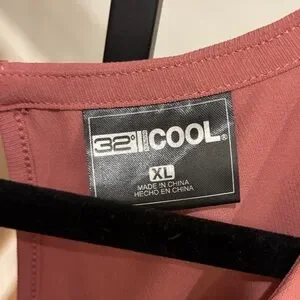 32° COOL®
XL
MADE IN CHINA
HECHO EN CHINA